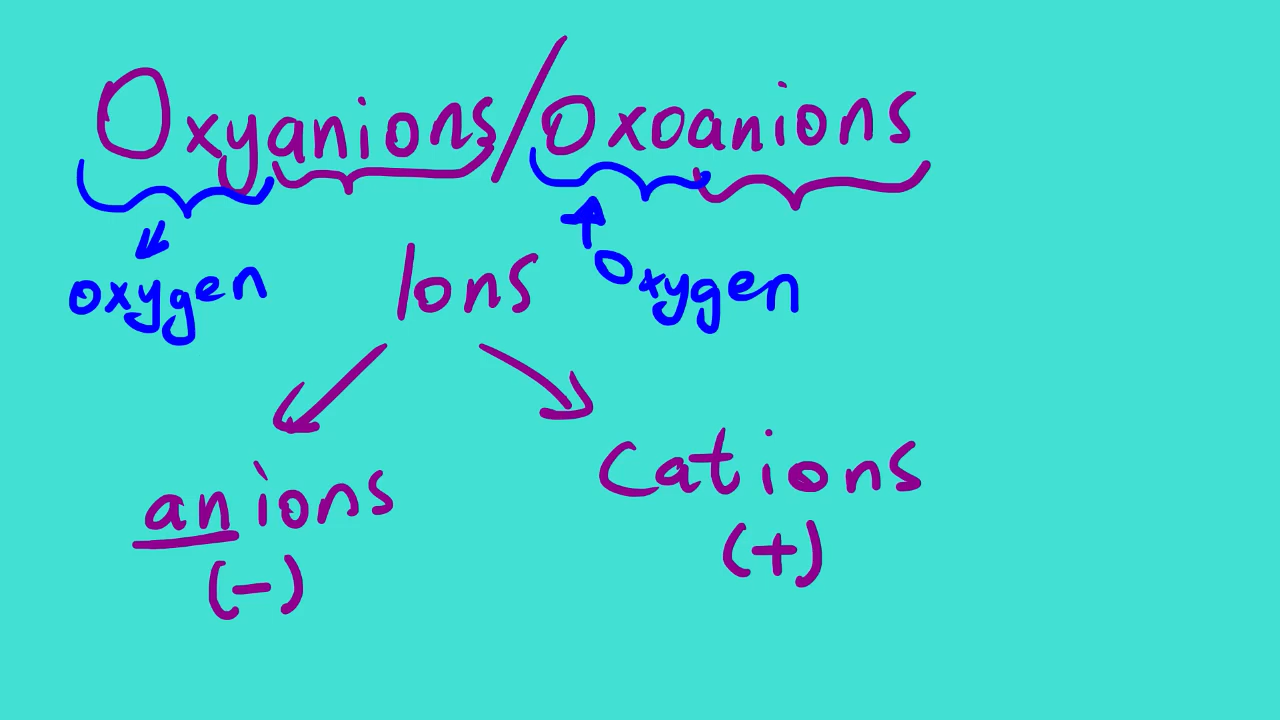 Oxyanions/oxoanions
oxygen Ions Oxygen
anions Cations
(-) (+)